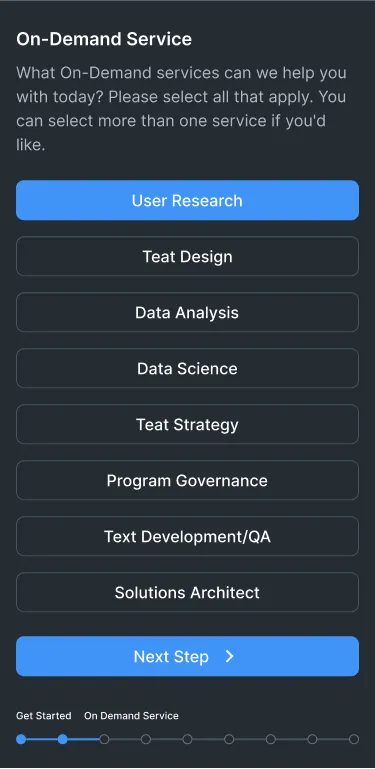 On-Demand Service
What On-Demand services can we help you
with today? Please select all that apply. You
can select more than one service if you'd
like.
User Research
Teat Design
Data Analysis
Data Science
Teat Strategy
Program Governance
Text Development/QA
Solutions Architect
Next Step
Get Started On Demand Service